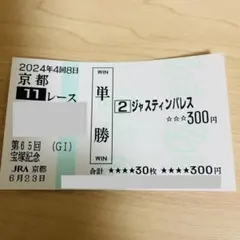 2024年4回8日
京都
11レース
第65回 (GI)
宝塚記念
JRA 京都
6月23日
WIN
単勝
WIN
2 ジャスティンパレス
☆☆☆300円
合計 ★★★★30枚 ★★★★300円